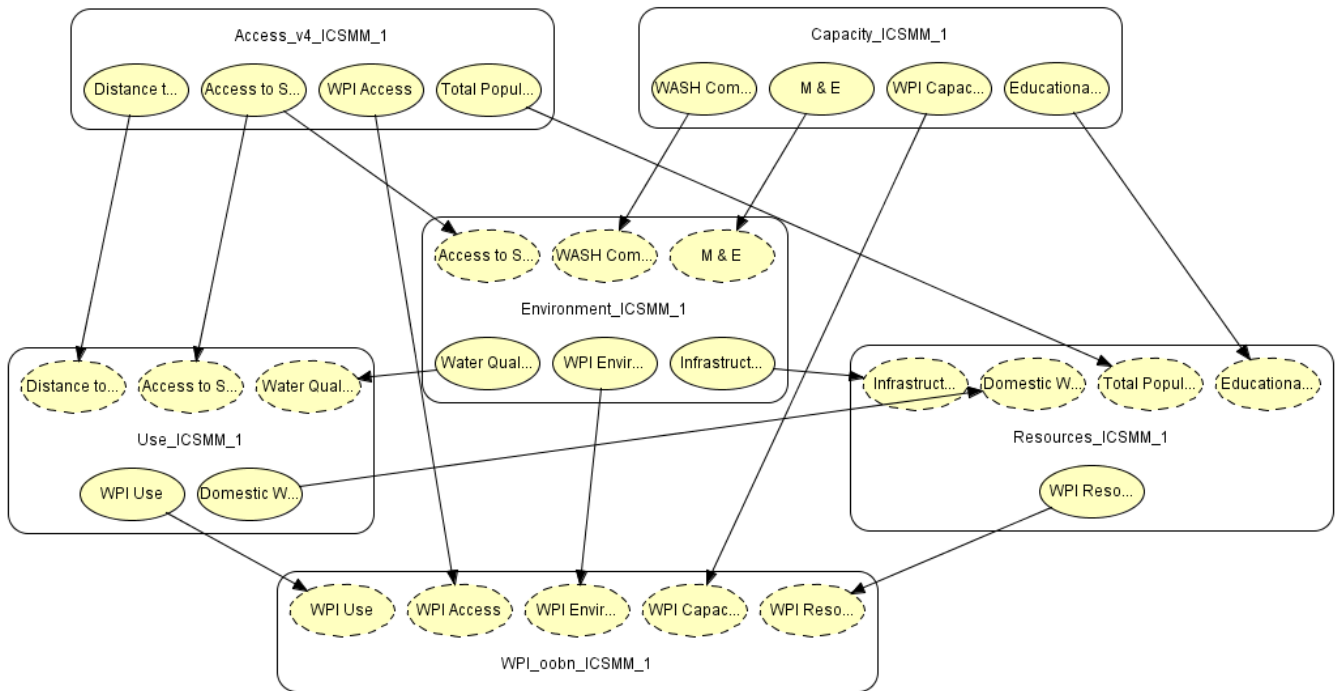 Access_v4_ICSMM_1
Distance t...
Access to S...
WPI Access
Total Popul...
Capacity_ICSMM_1
WASH Com...
M & E
WPI Capac...
Educationa...
Access to S...
WASH Com...
M & E
Environment_ICSMM_1
Water Qual...
WPI Envir...
Infrastruct...
Distance to...
Access to S...
Water Qual...
Use_ICSMM_1
WPI Use
Domestic W...
Infrastruct...
Domestic W...
Total Popul...
Educationa...
Resources_ICSMM_1
WPI Reso...
WPI Use
WPI Access
WPI Envir...
WPI Capac...
WPI Reso...
WPI_oobn_ICSMM_1